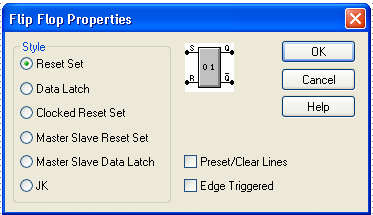 Flip Flop Properties
Style
Reset Set
Data Latch
Clocked Reset Set
Master Slave Reset Set
Master Slave Data Latch
JK
S Q
0 1
R Q̅
Preset/Clear Lines
Edge Triggered
OK
Cancel
Help